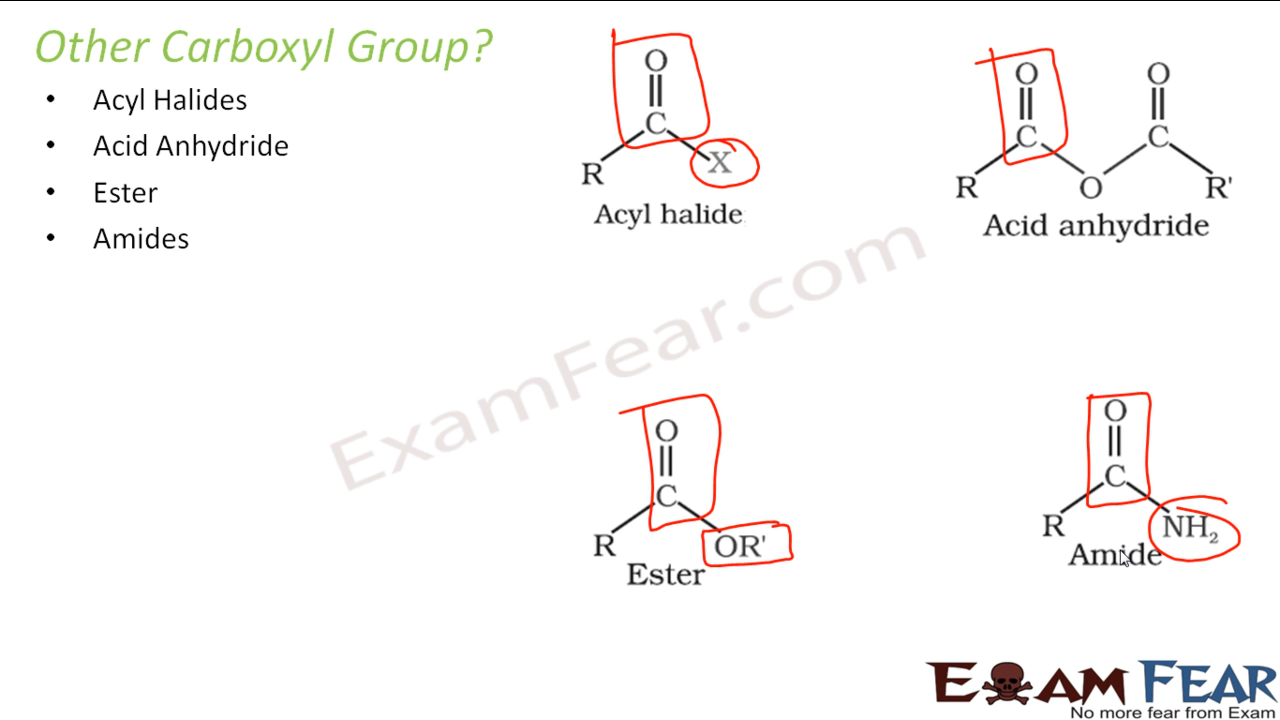 Other Carboxyl Group?
• Acyl Halides
• Acid Anhydride
• Ester
• Amides
O
C
R
X
Acyl halide
O
O
C
C
R
O
R'
Acid anhydride
ExamFear.com
O
C
R
OR'
Ester
O
C
R
NH₂
Amide
EXAM FEAR
No more fear from Exam